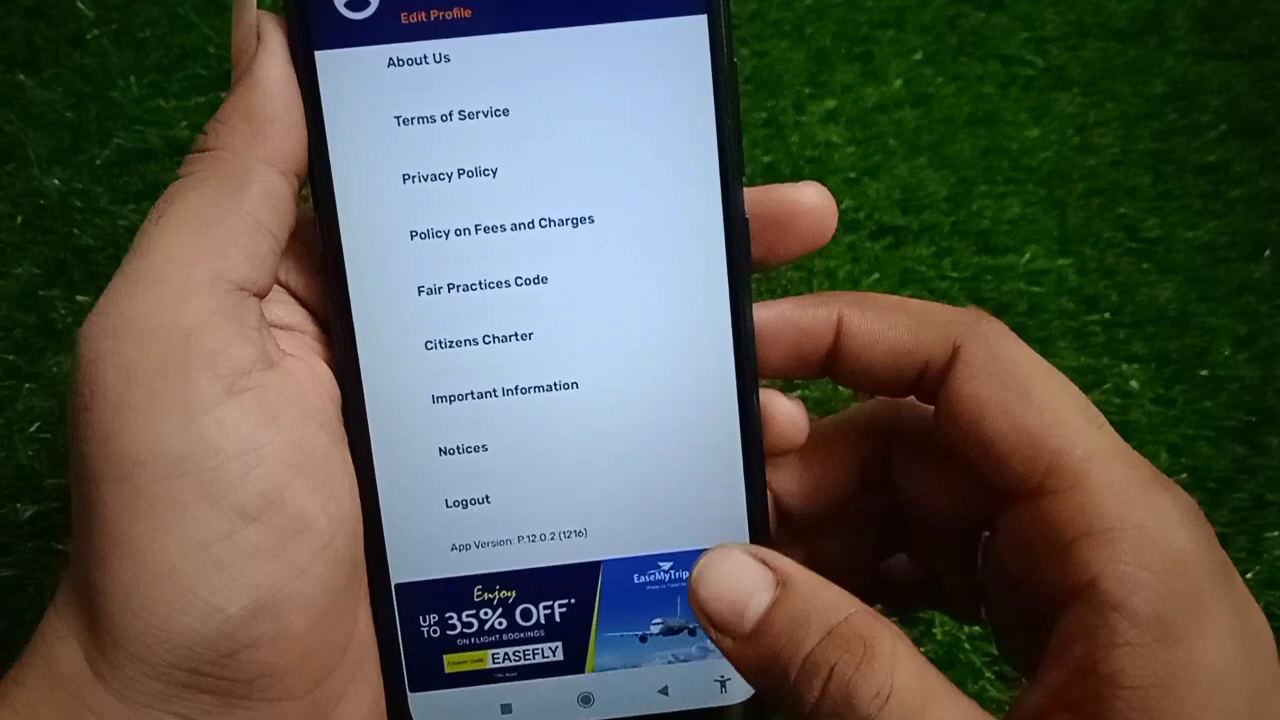 Edit Profile
About Us
Terms of Service
Privacy Policy
Policy on Fees and Charges
Fair Practices Code
Citizens Charter
Important Information
Notices
Logout
App Version: P.12.0.2 (1216)
Enjoy
UP TO 35% OFF*
ON FLIGHT BOOKINGS
EASEFLY
EaseMyTrip